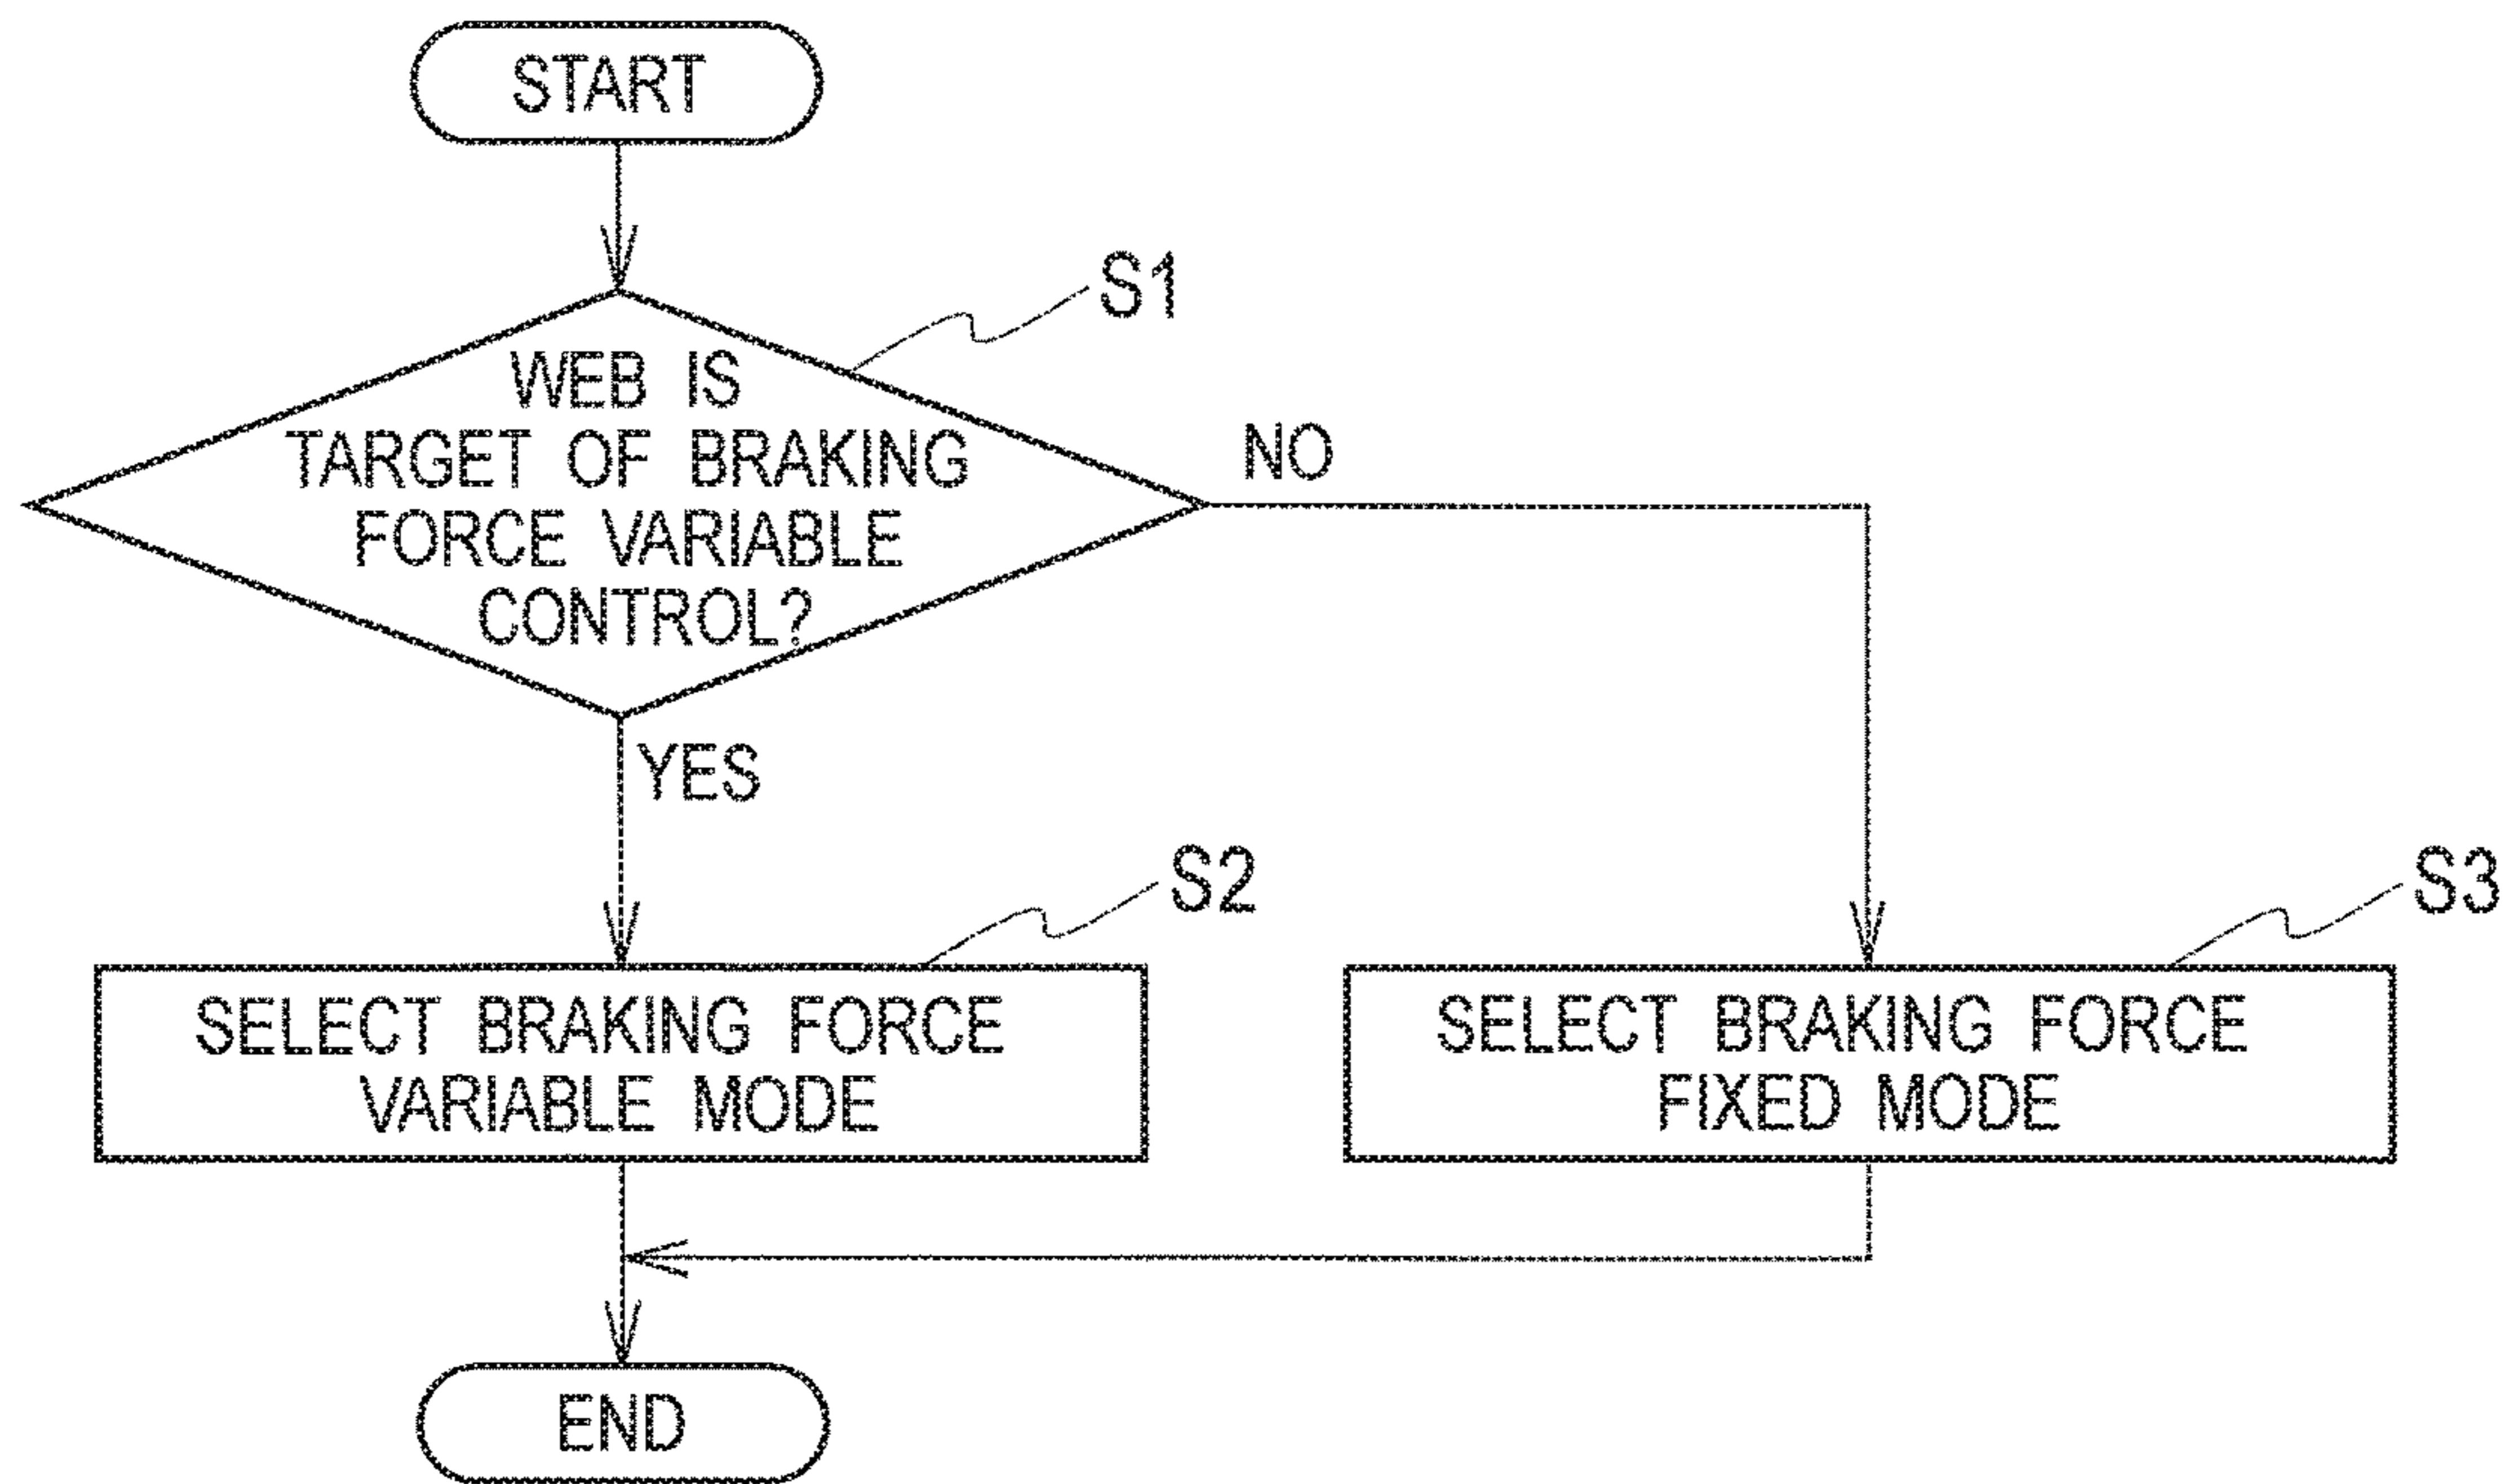 START
S1
WEB IS
TARGET OF BRAKING
FORCE VARIABLE
CONTROL?
NO
YES
S2
SELECT BRAKING FORCE
VARIABLE MODE
S3
SELECT BRAKING FORCE
FIXED MODE
END